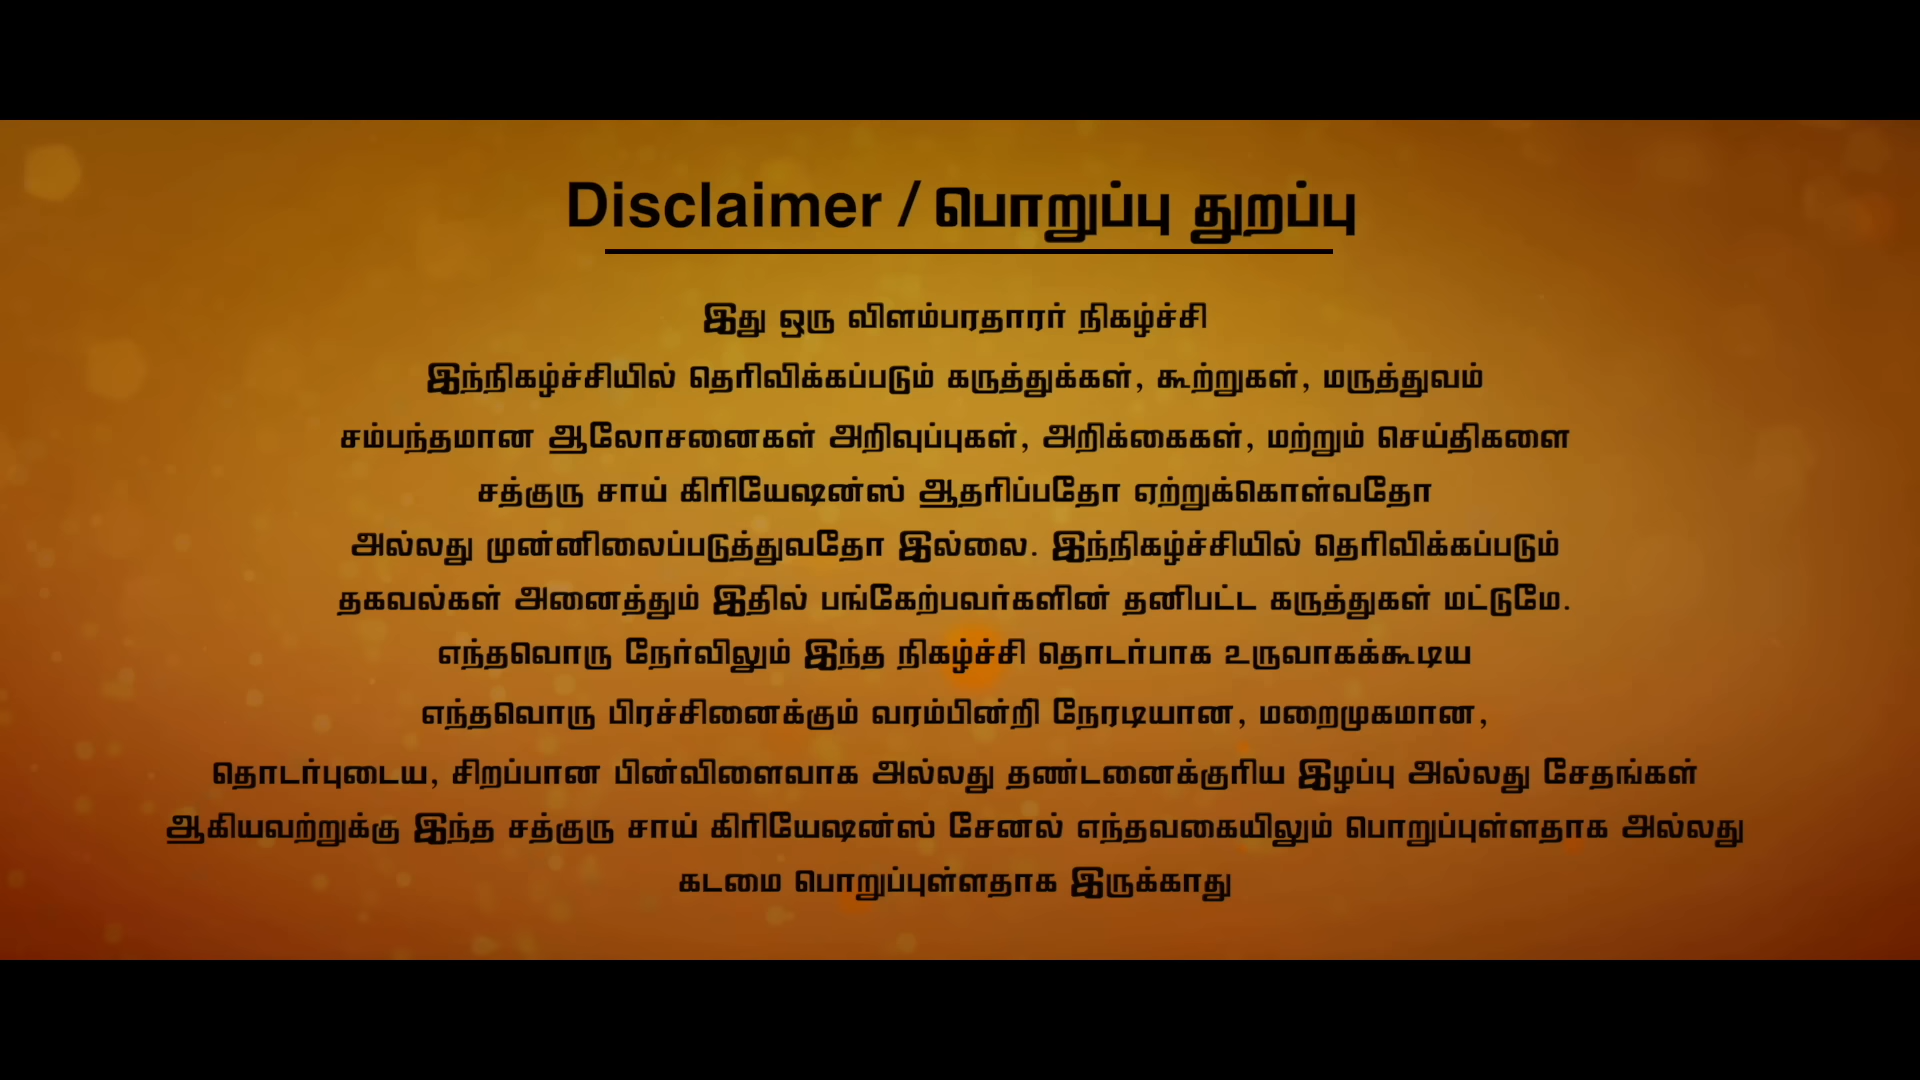 Disclaimer / பொறுப்பு துறப்பு
இது ஒரு விளம்பரதாரர் நிகழ்ச்சி
இந்நிகழ்ச்சியில் தெரிவிக்கப்படும் கருத்துக்கள், கூற்றுகள், மருத்துவம்
சம்பந்தமான ஆலோசனைகள் அறிவுப்புகள், அறிக்கைகள், மற்றும் செய்திகளை
சத்குரு சாய் கிரியேஷன்ஸ் ஆதரிப்பதோ ஏற்றுக்கொள்வதோ
அல்லது முன்னிலைப்படுத்துவதோ இல்லை. இந்நிகழ்ச்சியில் தெரிவிக்கப்படும்
தகவல்கள் அனைத்தும் இதில் பங்கேற்பவர்களின் தனிபட்ட கருத்துகள் மட்டுமே.
எந்தவொரு நேர்விலும் இந்த நிகழ்ச்சி தொடர்பாக உருவாகக்கூடிய
எந்தவொரு பிரச்சினைக்கும் வரம்பின்றி நேரடியான, மறைமுகமான,
தொடர்புடைய, சிறப்பான பின்விளைவாக அல்லது தண்டனைக்குரிய இழப்பு அல்லது சேதங்கள்
ஆகியவற்றுக்கு இந்த சத்குரு சாய் கிரியேஷன்ஸ் சேனல் எந்தவகையிலும் பொறுப்புள்ளதாக அல்லது
கடமை பொறுப்புள்ளதாக இருக்காது